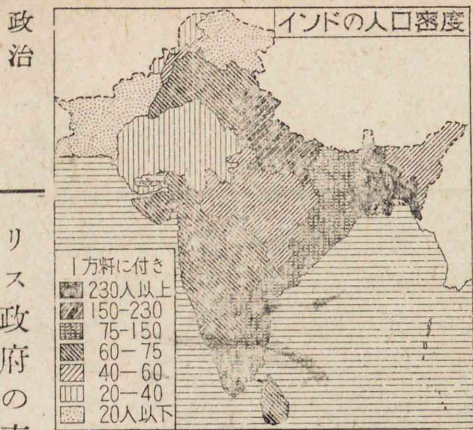 政治
リス政府の
インドの人口密度
1方粁に付き
230人以上
150-230
75-150
60-75
40-60
20-40
20人以下